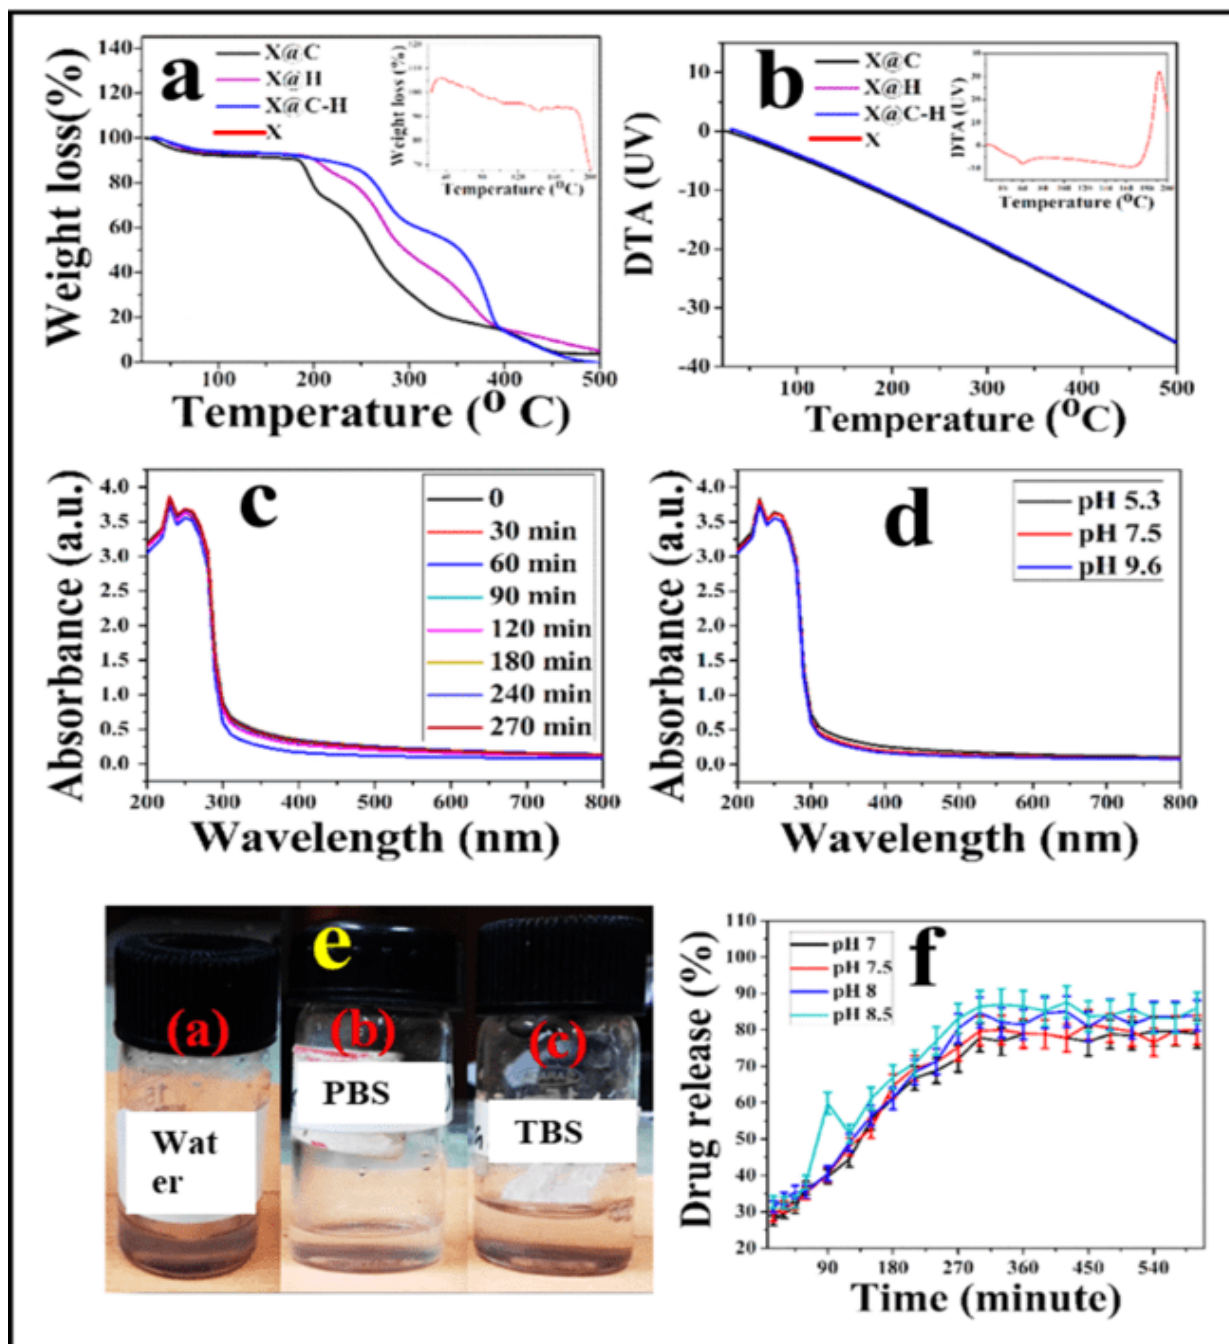 a
X@C
X@H
X@C-H
X
Weight loss(%)
140
120
100
80
60
40
20
0
100
200
300
400
500
Temperature (° C)
Weight loss (%)
Temperature (°C)
b
X@C
X@H
X@C-H
X
DTA (UV)
10
0
-10
-20
-30
-40
100
200
300
400
500
Temperature (°C)
DTA (UV)
Temperature (°C)
c
0
30 min
60 min
90 min
120 min
180 min
240 min
270 min
Absorbance (a.u.)
4.0
3.5
3.0
2.5
2.0
1.5
1.0
0.5
0.0
200
300
400
500
600
700
800
Wavelength (nm)
d
pH 5.3
pH 7.5
pH 9.6
Absorbance (a.u.)
4.0
3.5
3.0
2.5
2.0
1.5
1.0
0.5
0.0
200
300
400
500
600
700
800
Wavelength (nm)
e
(a)
(b)
(c)
Wat
er
PBS
TBS
f
pH 7
pH 7.5
pH 8
pH 8.5
Drug release (%)
110
100
90
80
70
60
50
40
30
20
90
180
270
360
450
540
Time (minute)